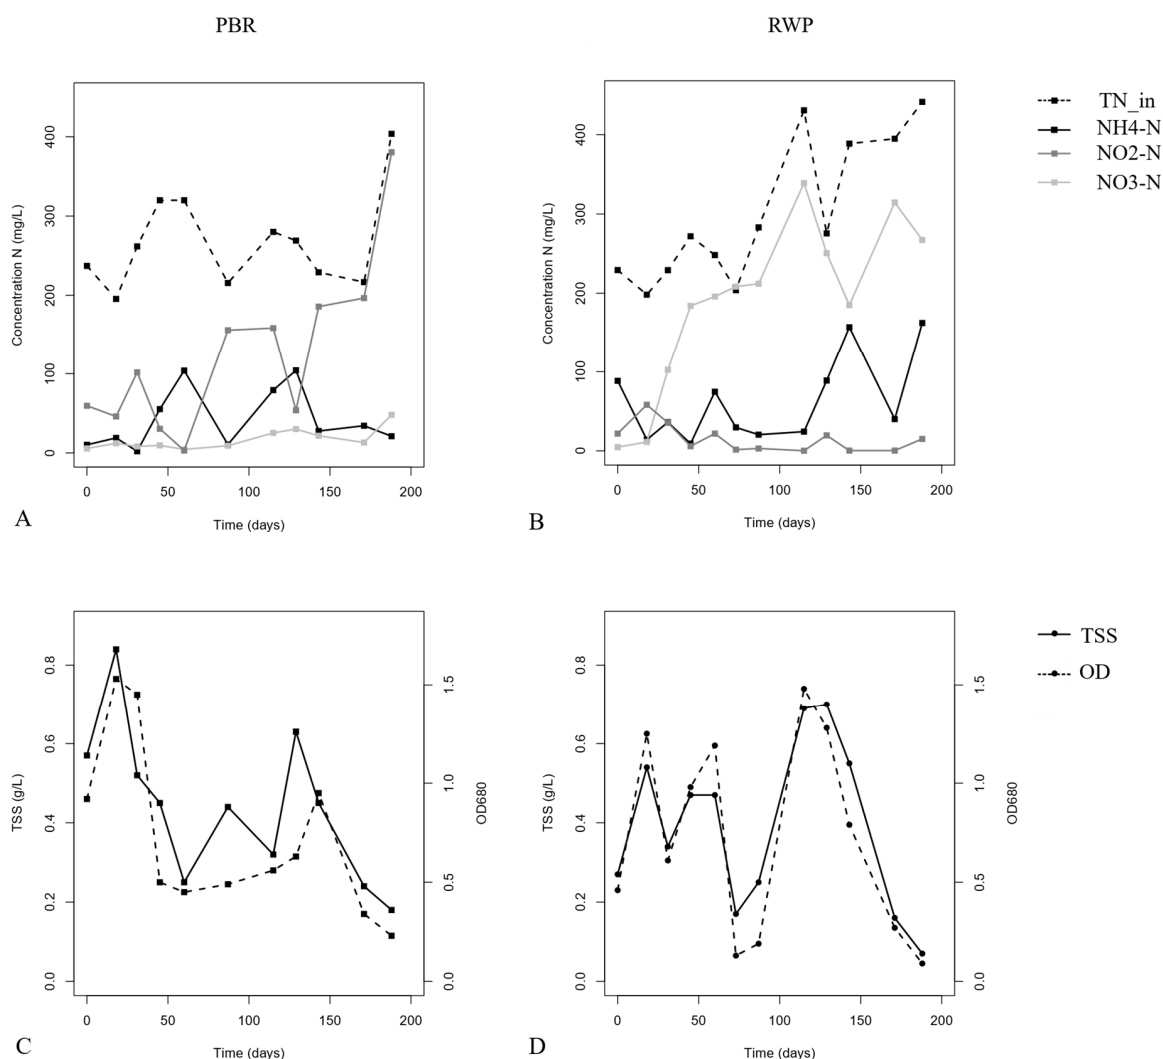 PBR
RWP
TN_in
NH4-N
NO2-N
NO3-N
Concentration N (mg/L)
400
300
200
100
0
0 50 100 150 200
Time (days)
A
Concentration N (mg/L)
400
300
200
100
0
0 50 100 150 200
Time (days)
B
TSS
OD
TSS (g/L)
0.8
0.6
0.4
0.2
0.0
OD680
1.5
1.0
0.5
0.0
0 50 100 150 200
Time (days)
C
TSS (g/L)
0.8
0.6
0.4
0.2
0.0
OD680
1.5
1.0
0.5
0.0
0 50 100 150 200
Time (days)
D